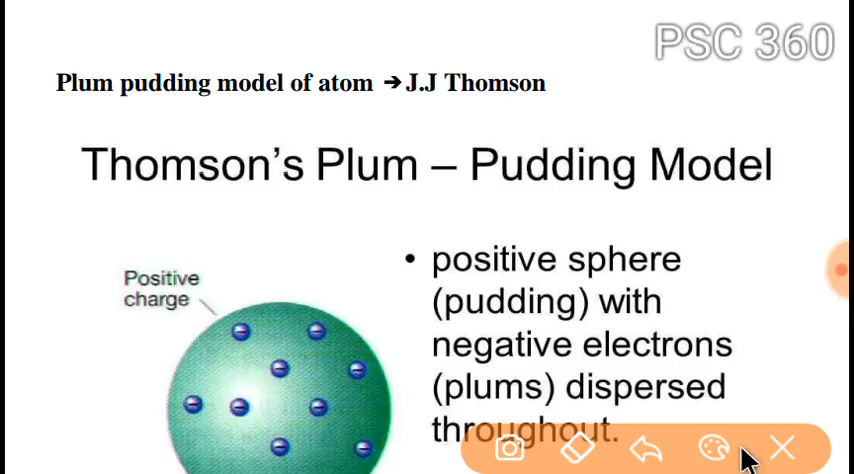 PSC 360
Plum pudding model of atom ➔ J.J Thomson
Thomson's Plum – Pudding Model
Positive
charge
• positive sphere
(pudding) with
negative electrons
(plums) dispersed
throughout.